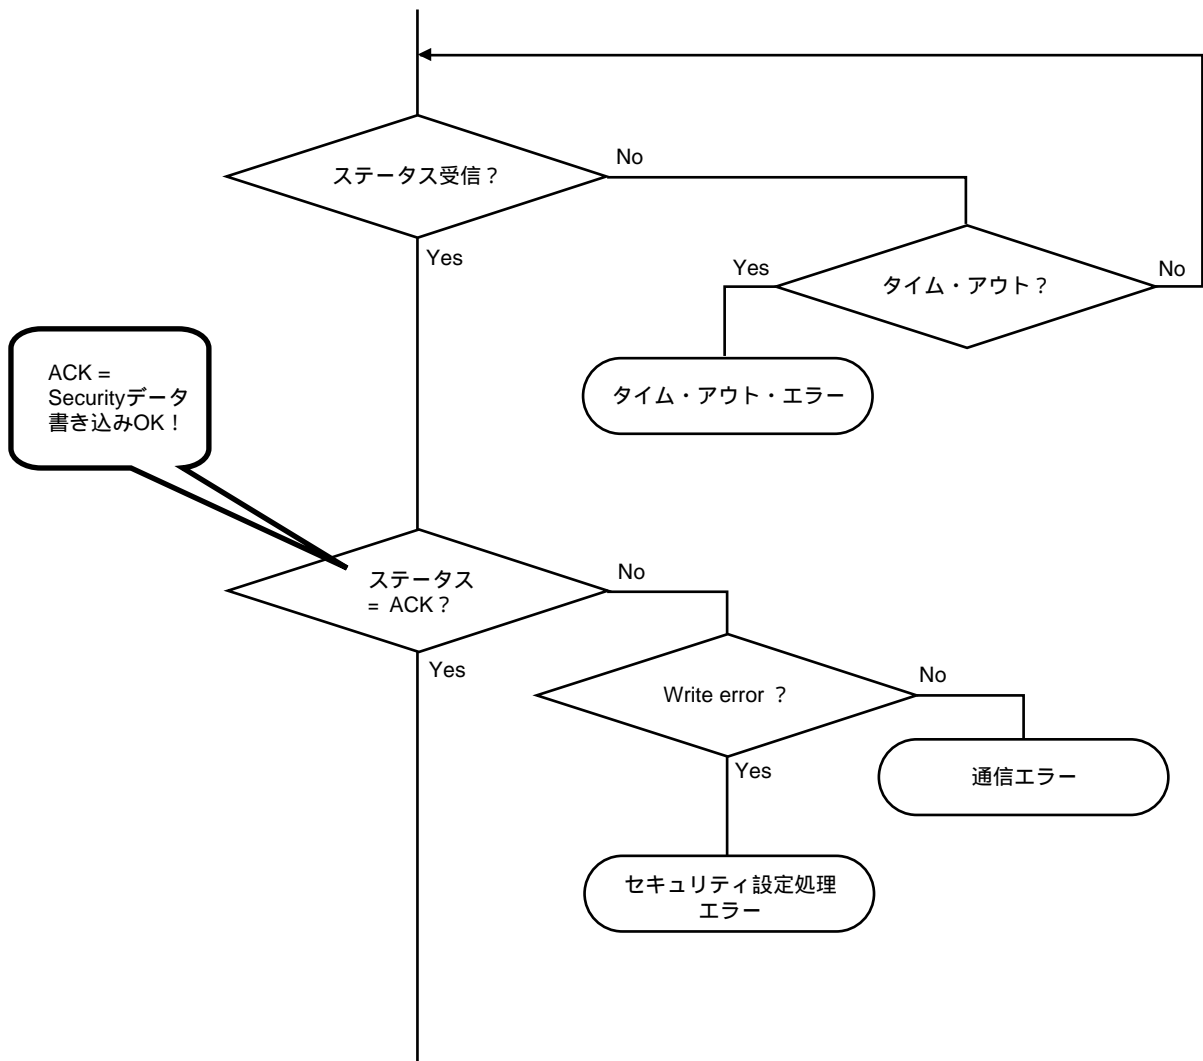 ステータス受信？
No
Yes
タイム・アウト？
Yes
No
タイム・アウト・エラー
ACK =
Securityデータ
書き込みOK！
ステータス
= ACK？
No
Yes
Write error ？
No
Yes
通信エラー
セキュリティ設定処理
エラー